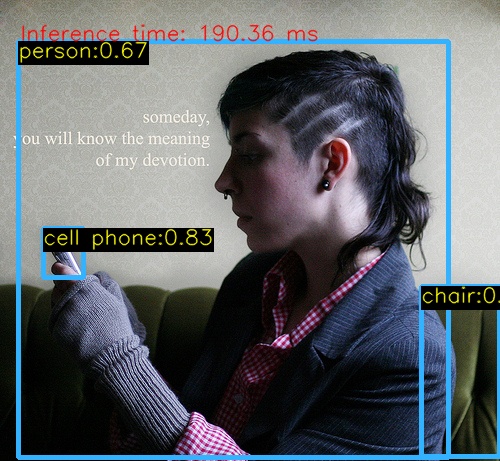 Inference time: 190.36 ms
person:0.67
someday,
you will know the meaning
of my devotion.
cell phone:0.83
chair:0.